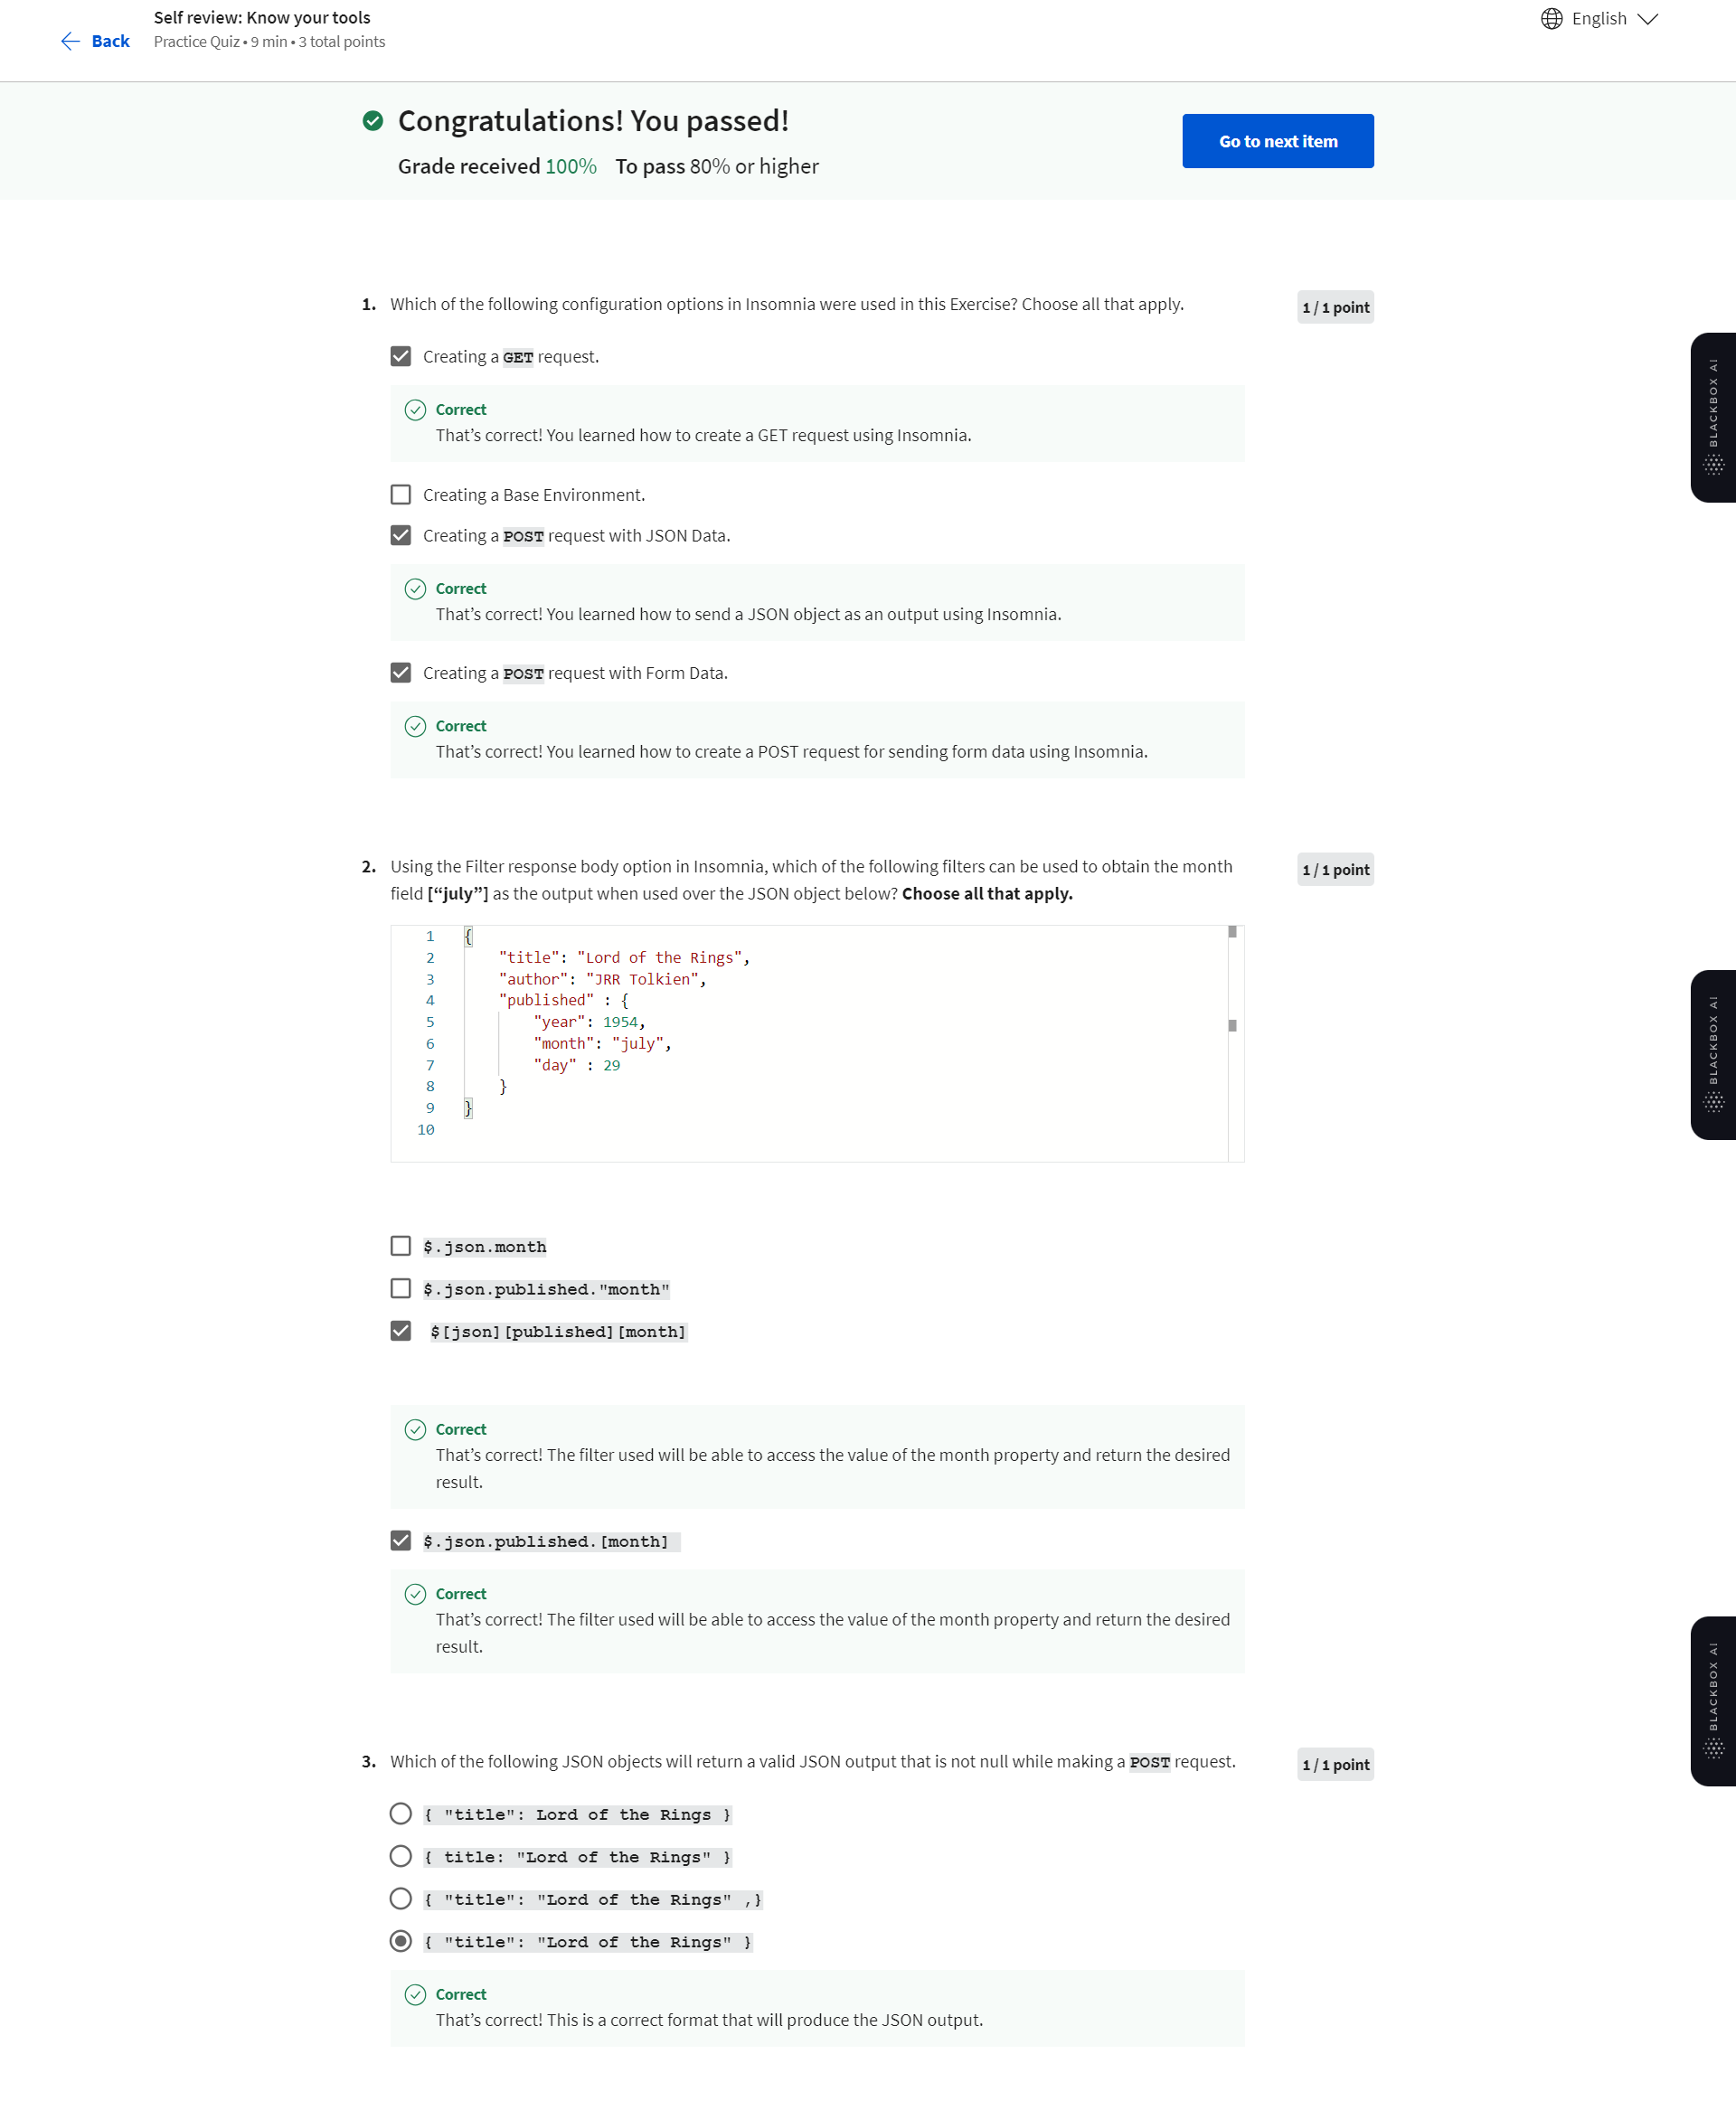 Self review: Know your tools
Back
Practice Quiz • 9 min • 3 total points
English
Congratulations! You passed!
Grade received 100% To pass 80% or higher
Go to next item
1. Which of the following configuration options in Insomnia were used in this Exercise? Choose all that apply.
1 / 1 point
Creating a GET request.
Correct
That’s correct! You learned how to create a GET request using Insomnia.
Creating a Base Environment.
Creating a POST request with JSON Data.
Correct
That’s correct! You learned how to send a JSON object as an output using Insomnia.
Creating a POST request with Form Data.
Correct
That’s correct! You learned how to create a POST request for sending form data using Insomnia.
2. Using the Filter response body option in Insomnia, which of the following filters can be used to obtain the month
field [“july”] as the output when used over the JSON object below? Choose all that apply.
1 / 1 point
1 {
2 "title": "Lord of the Rings",
3 "author": "JRR Tolkien",
4 "published" : {
5 "year": 1954,
6 "month": "july",
7 "day" : 29
8 }
9 }
10
$.json.month
$.json.published."month"
$[json][published][month]
Correct
That’s correct! The filter used will be able to access the value of the month property and return the desired
result.
$.json.published.[month]
Correct
That’s correct! The filter used will be able to access the value of the month property and return the desired
result.
3. Which of the following JSON objects will return a valid JSON output that is not null while making a POST request.
1 / 1 point
{ "title": Lord of the Rings }
{ title: "Lord of the Rings" }
{ "title": "Lord of the Rings" ,}
{ "title": "Lord of the Rings" }
Correct
That’s correct! This is a correct format that will produce the JSON output.
BLACKBOX AI
BLACKBOX AI
BLACKBOX AI